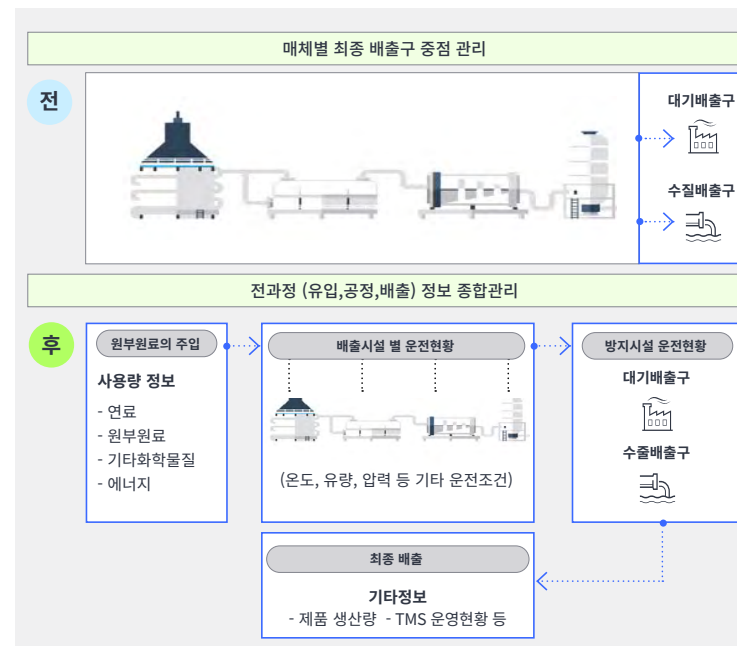 매체별 최종 배출구 중점 관리
전
대기배출구
수질배출구
전과정 (유입,공정,배출) 정보 종합관리
후
원부원료의 주입
사용량 정보
- 연료
- 원부원료
- 기타화학물질
- 에너지
배출시설 별 운전현황
(온도, 유량, 압력 등 기타 운전조건)
방지시설 운전현황
대기배출구
수줄배출구
최종 배출
기타정보
- 제품 생산량 - TMS 운영현황 등